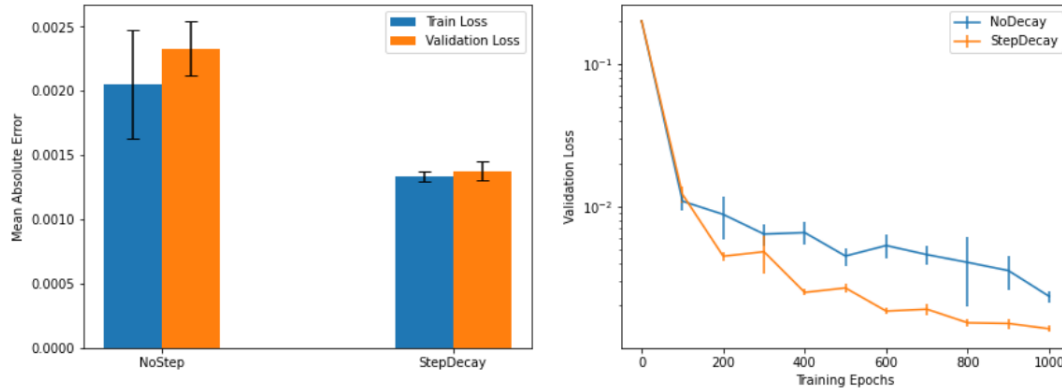 0.0025
0.0020
0.0015
0.0010
0.0005
0.0000
Mean Absolute Error
Train Loss
Validation Loss
NoStep
StepDecay
10⁻¹
10⁻²
Validation Loss
NoDecay
StepDecay
0 200 400 600 800 1000
Training Epochs